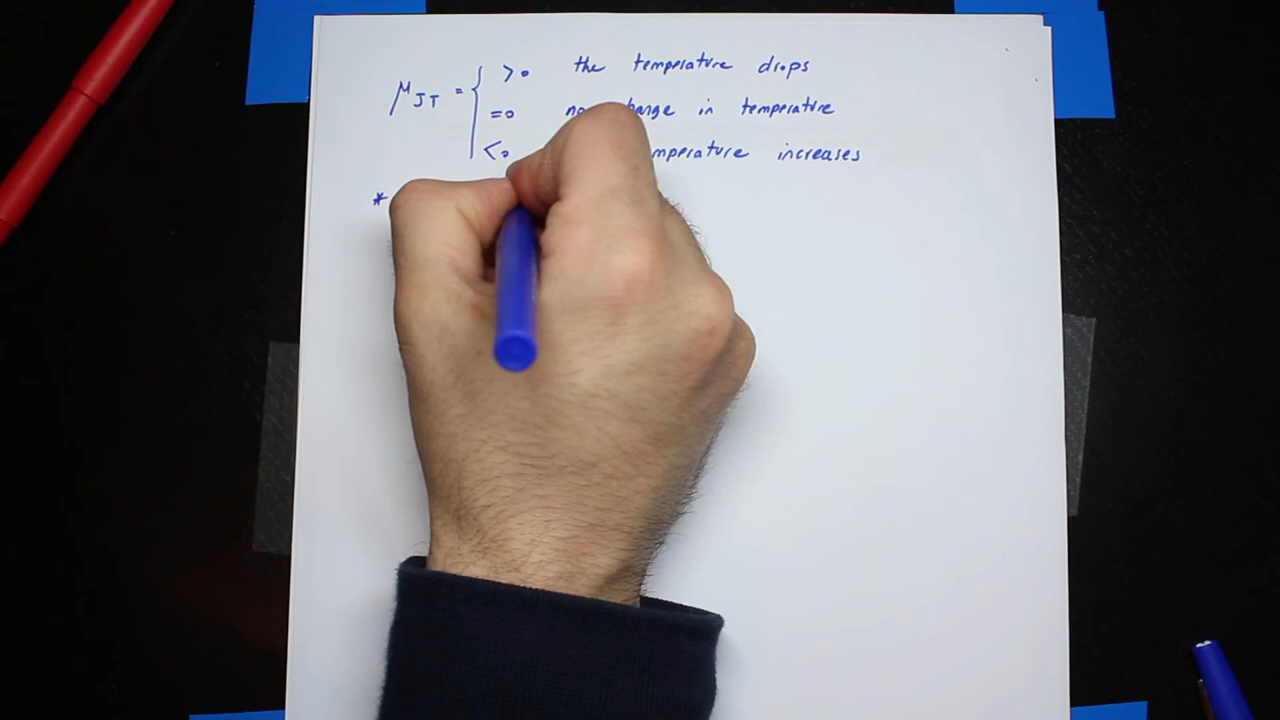 μJT = { >0 the temperature drops
=0 no change in temperature
<0 temperature increases
*